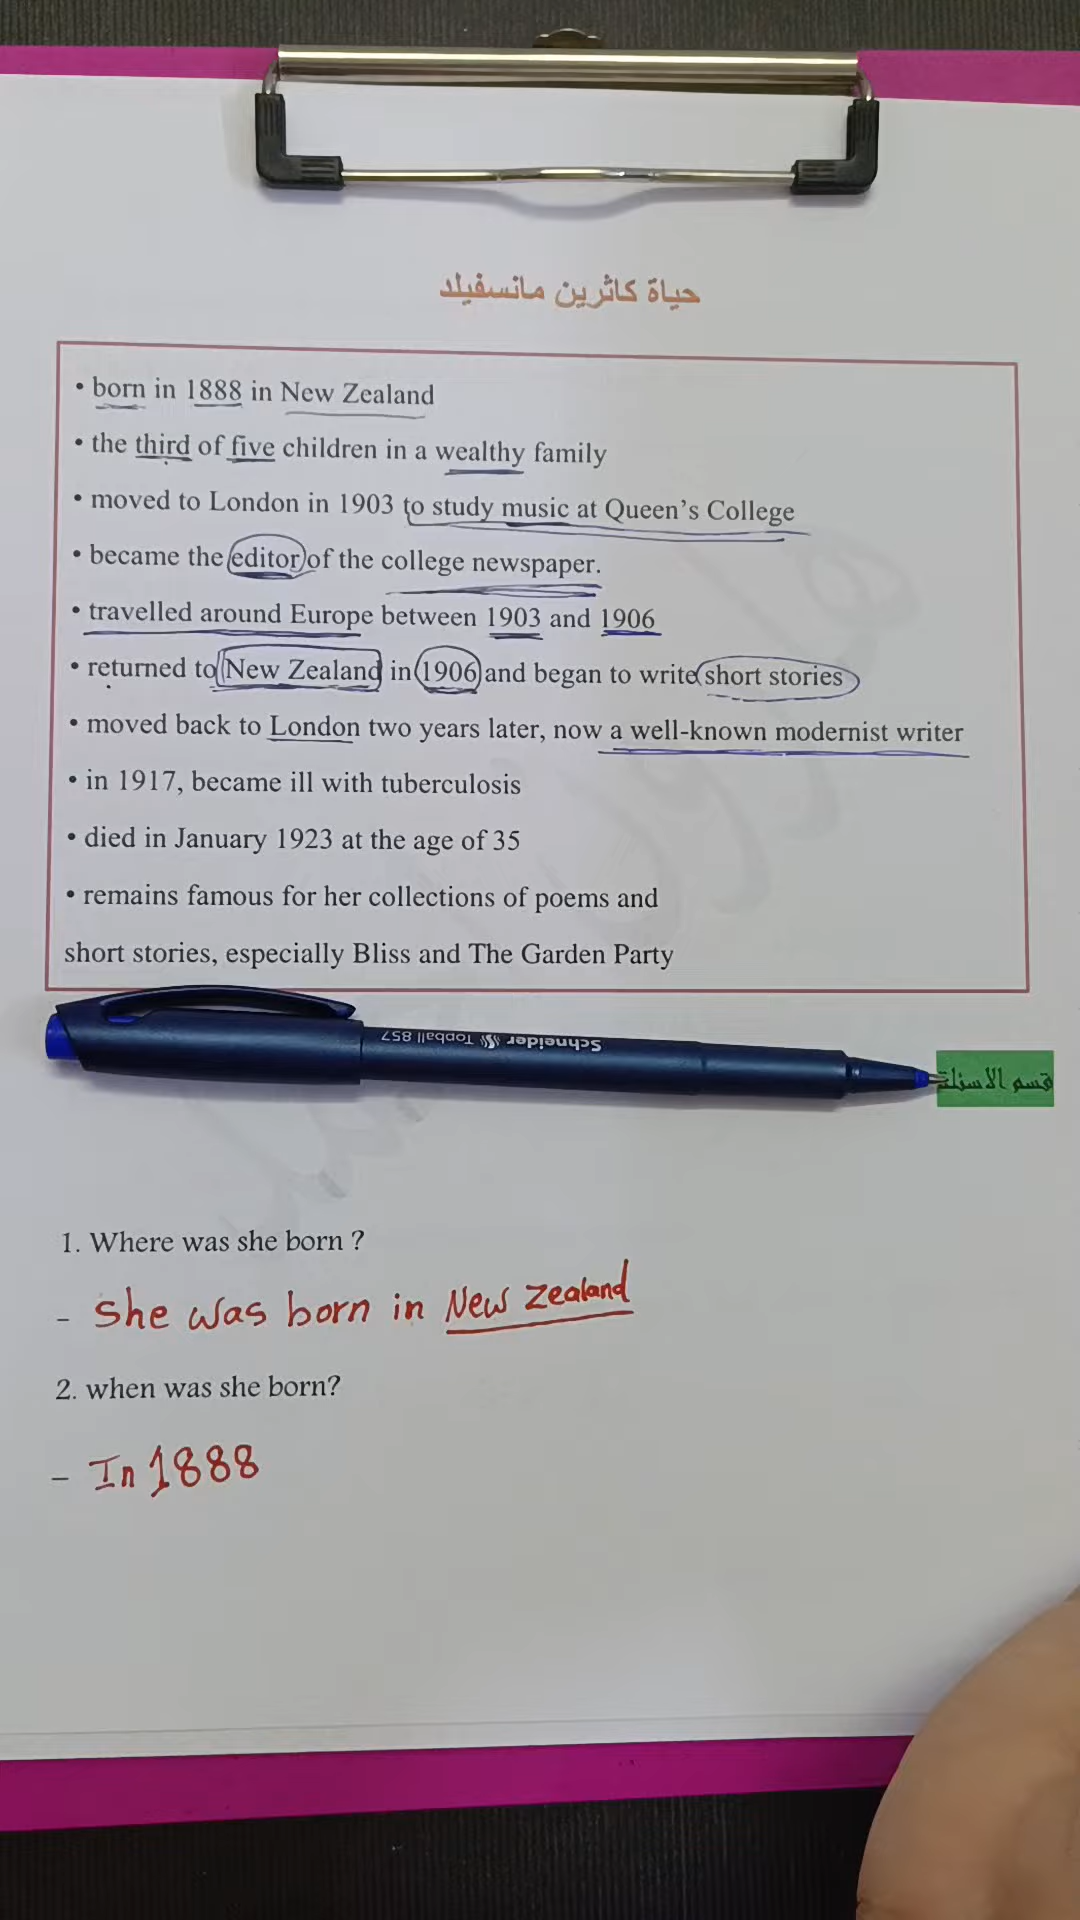 حياة كاثرين مانسفيلد
• born in 1888 in New Zealand
• the third of five children in a wealthy family
• moved to London in 1903 to study music at Queen's College
• became the editor of the college newspaper.
• travelled around Europe between 1903 and 1906
• returned to New Zealand in 1906 and began to write short stories
• moved back to London two years later, now a well-known modernist writer
• in 1917, became ill with tuberculosis
• died in January 1923 at the age of 35
• remains famous for her collections of poems and
short stories, especially Bliss and The Garden Party
Schneider Topball 857
قسم الاسئلة
1. Where was she born ?
- She was born in New Zealand
2. when was she born?
- In 1888